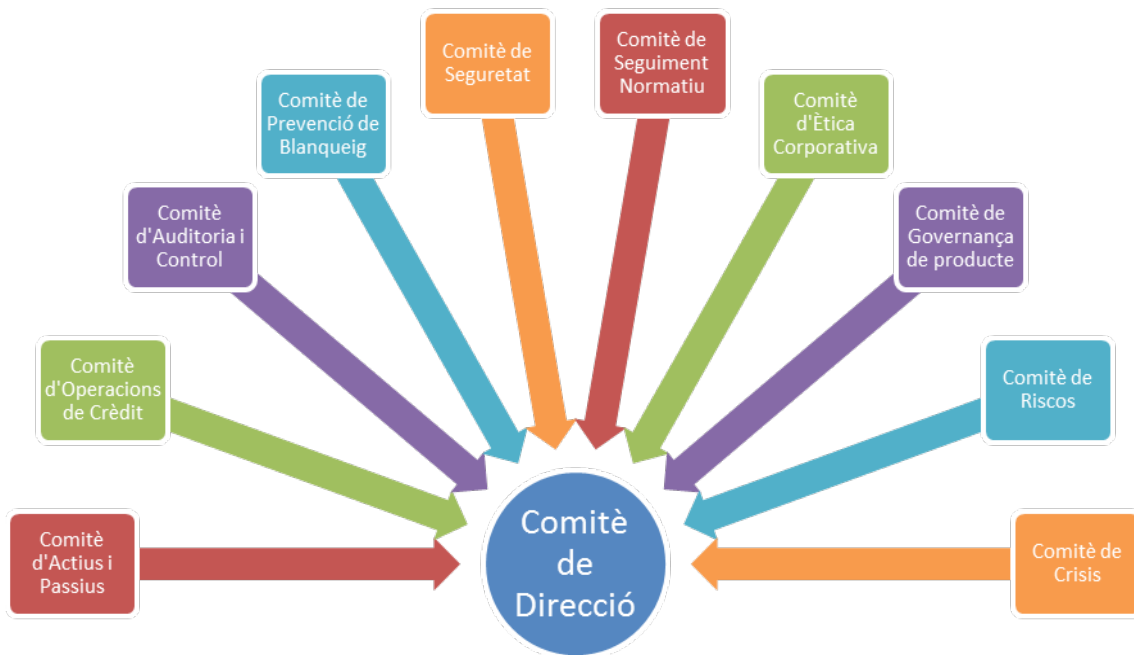 Comitè de
Seguretat
Comitè de
Seguiment
Normatiu
Comitè de
Prevenció de
Blanqueig
Comitè
d'Ètica
Corporativa
Comitè
d'Auditoria i
Control
Comitè de
Governança
de producte
Comitè
d'Operacions
de Crèdit
Comitè de
Riscos
Comitè
d'Actius i
Passius
Comitè
de
Direcció
Comitè de
Crisis